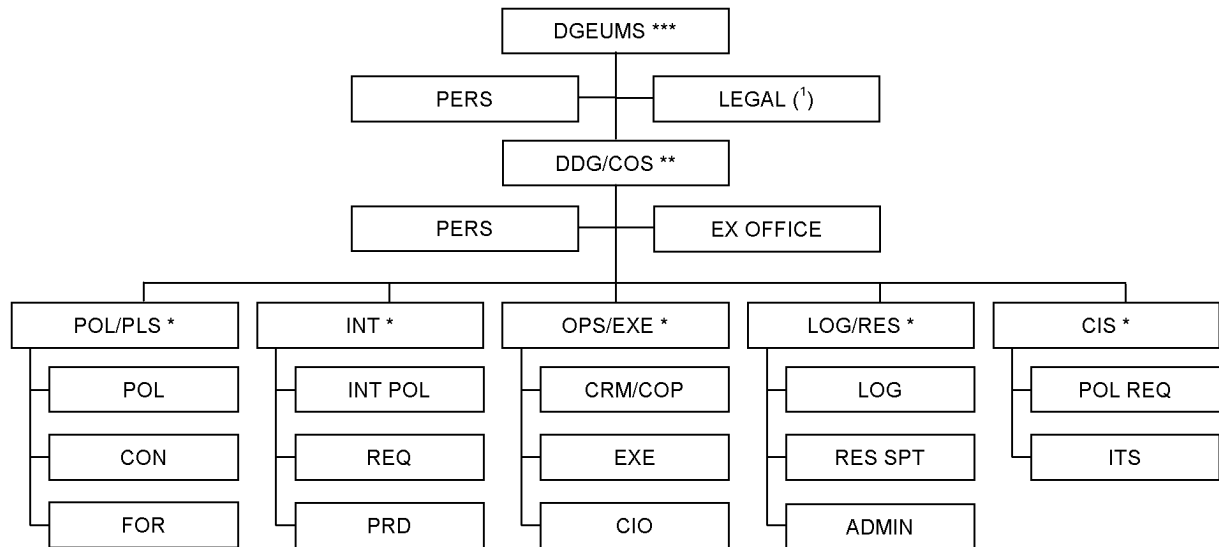 DGEUMS ***
PERS
LEGAL (¹)
DDG/COS **
PERS
EX OFFICE
POL/PLS *
INT *
OPS/EXE *
LOG/RES *
CIS *
POL
INT POL
CRM/COP
LOG
POL REQ
CON
REQ
EXE
RES SPT
ITS
FOR
PRD
CIO
ADMIN